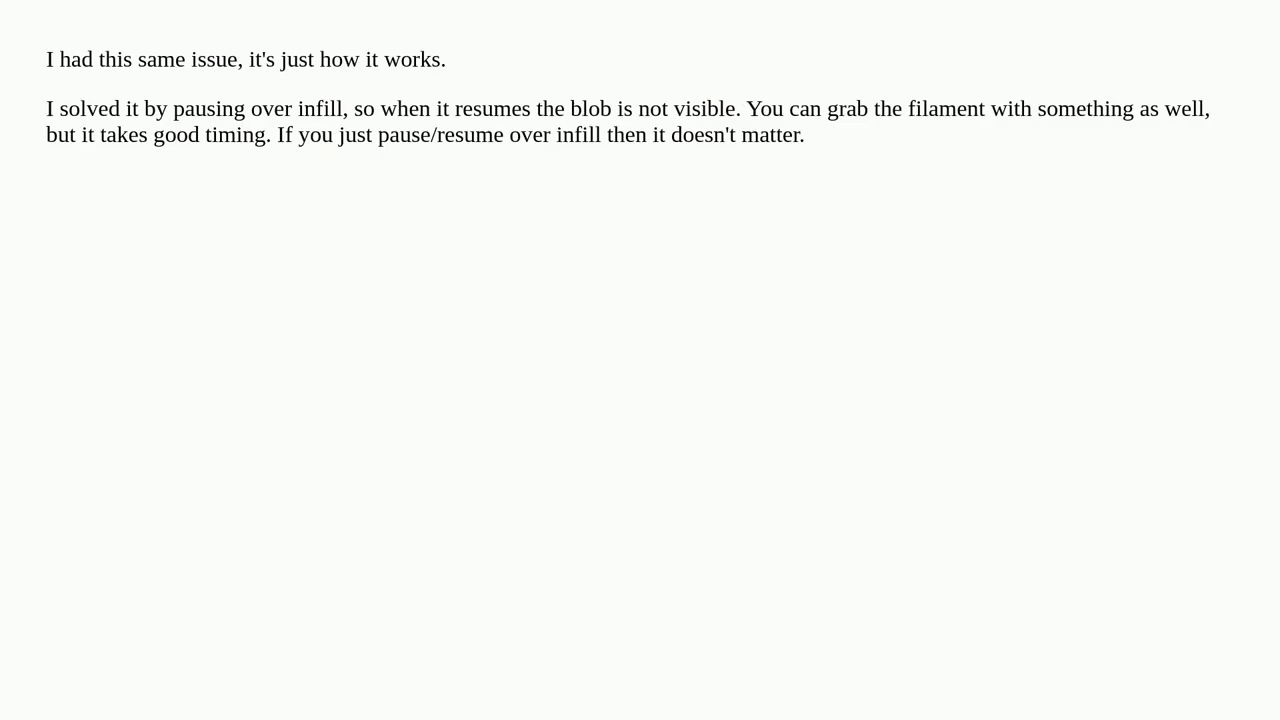 I had this same issue, it's just how it works.
I solved it by pausing over infill, so when it resumes the blob is not visible. You can grab the filament with something as well,
but it takes good timing. If you just pause/resume over infill then it doesn't matter.